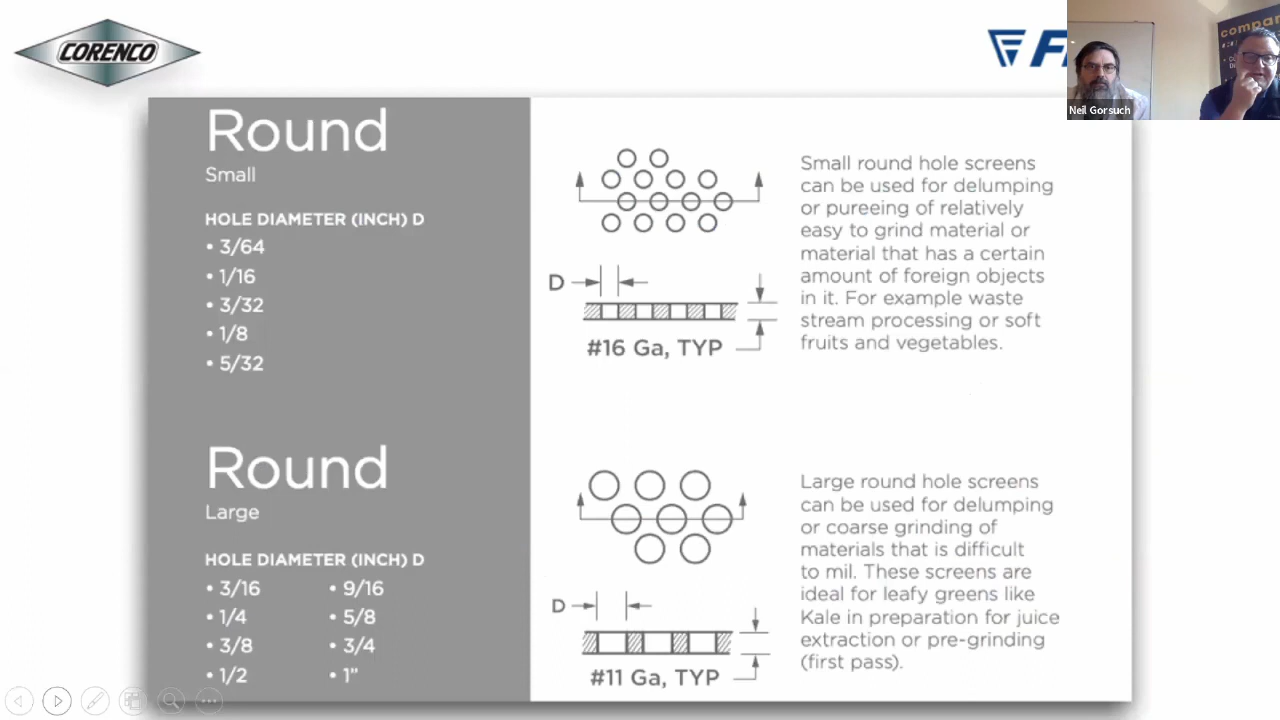 CORENCO
F
compar
Neil Gorsuch
Round
Small
HOLE DIAMETER (INCH) D
• 3/64
• 1/16
• 3/32
• 1/8
• 5/32
D
#16 Ga, TYP
Small round hole screens
can be used for delumping
or pureeing of relatively
easy to grind material or
material that has a certain
amount of foreign objects
in it. For example waste
stream processing or soft
fruits and vegetables.
Round
Large
HOLE DIAMETER (INCH) D
• 3/16
• 1/4
• 3/8
• 1/2
• 9/16
• 5/8
• 3/4
• 1”
D
#11 Ga, TYP
Large round hole screens
can be used for delumping
or coarse grinding of
materials that is difficult
to mil. These screens are
ideal for leafy greens like
Kale in preparation for juice
extraction or pre-grinding
(first pass).